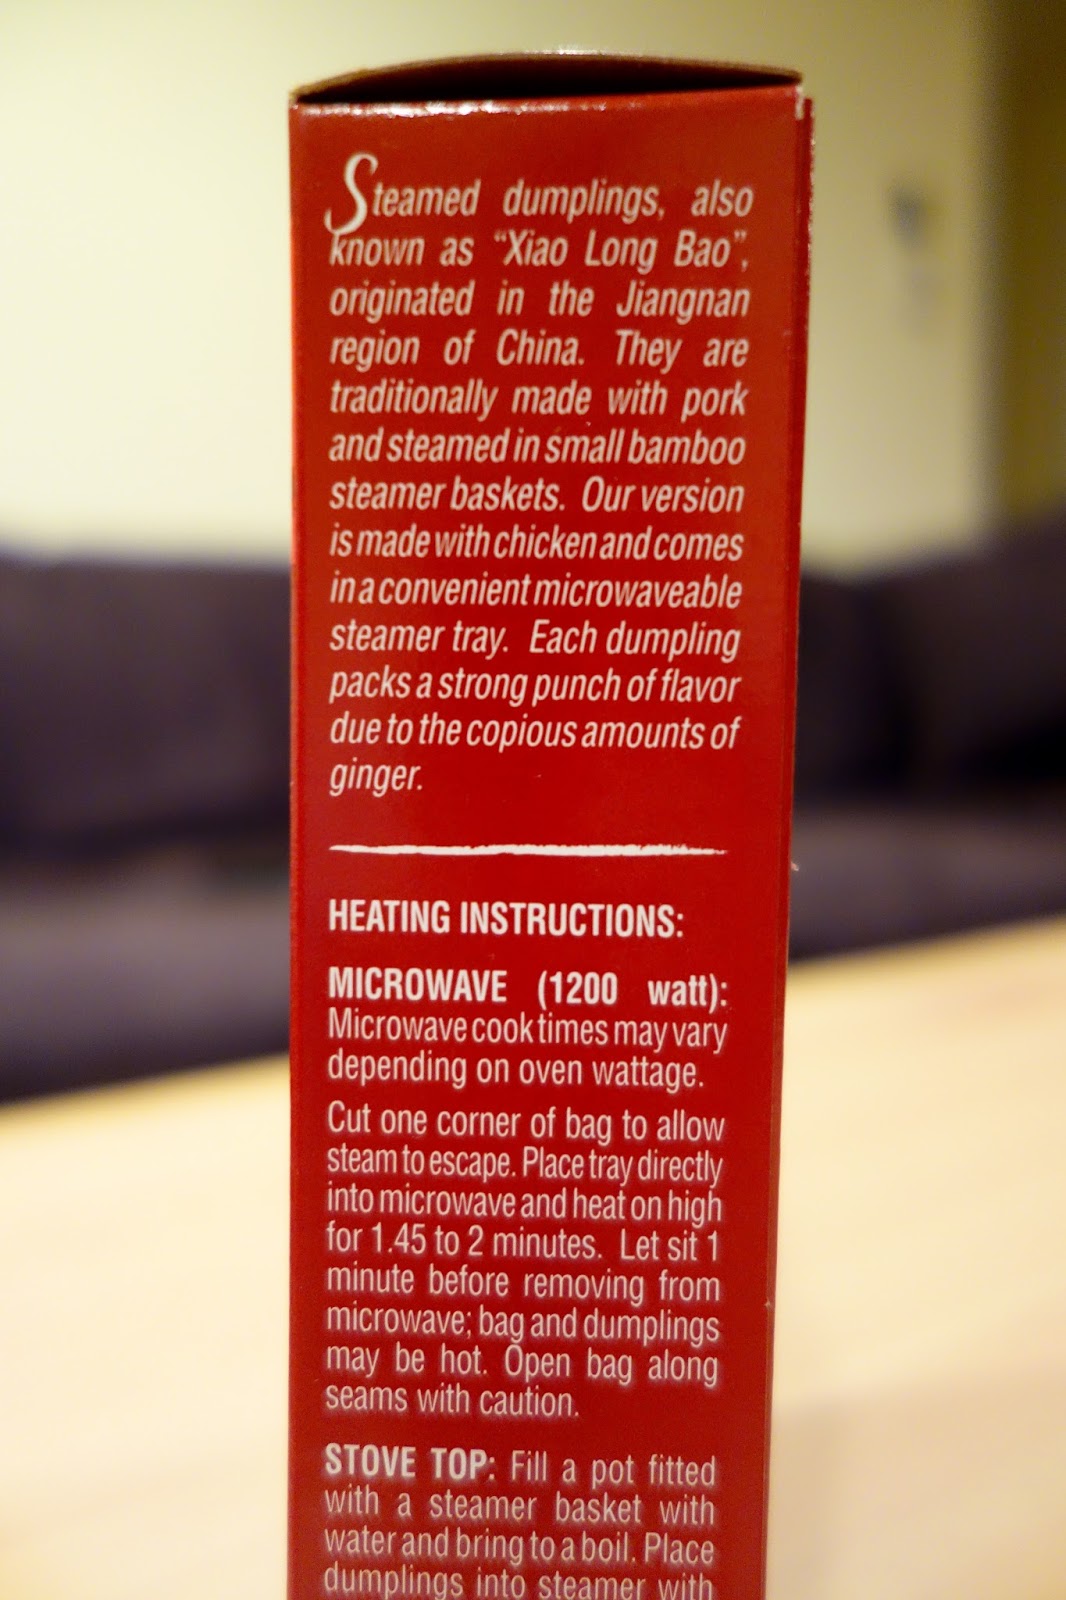 Steamed dumplings, also
known as “Xiao Long Bao”,
originated in the Jiangnan
region of China. They are
traditionally made with pork
and steamed in small bamboo
steamer baskets. Our version
is made with chicken and comes
in a convenient microwaveable
steamer tray. Each dumpling
packs a strong punch of flavor
due to the copious amounts of
ginger.
HEATING INSTRUCTIONS:
MICROWAVE (1200 watt):
Microwave cook times may vary
depending on oven wattage.
Cut one corner of bag to allow
steam to escape. Place tray directly
into microwave and heat on high
for 1.45 to 2 minutes. Let sit 1
minute before removing from
microwave; bag and dumplings
may be hot. Open bag along
seams with caution.
STOVE TOP: Fill a pot fitted
with a steamer basket with
water and bring to a boil. Place
dumplings into steamer with